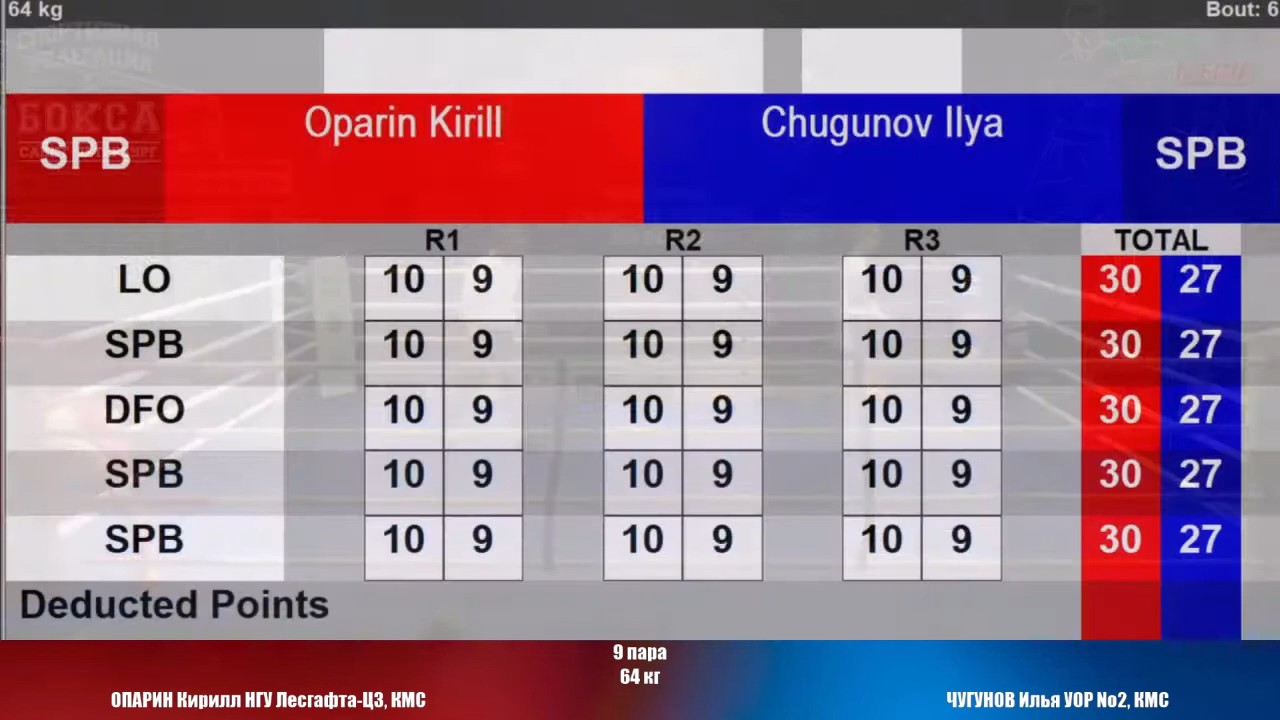 64 kg
Bout: 6
СПОРТИВНАЯ
ФЕДЕРАЦИЯ
БОКСА
SPB
Oparin Kirill
Chugunov Ilya
SPB
R1 R2 R3 TOTAL
LO 10 9 10 9 10 9 30 27
SPB 10 9 10 9 10 9 30 27
DFO 10 9 10 9 10 9 30 27
SPB 10 9 10 9 10 9 30 27
SPB 10 9 10 9 10 9 30 27
Deducted Points
9 пара
64 кг
ОПАРИН Кирилл НГУ Лесгафта-ЦЗ, КМС
ЧУГУНОВ Илья УОР №2, КМС